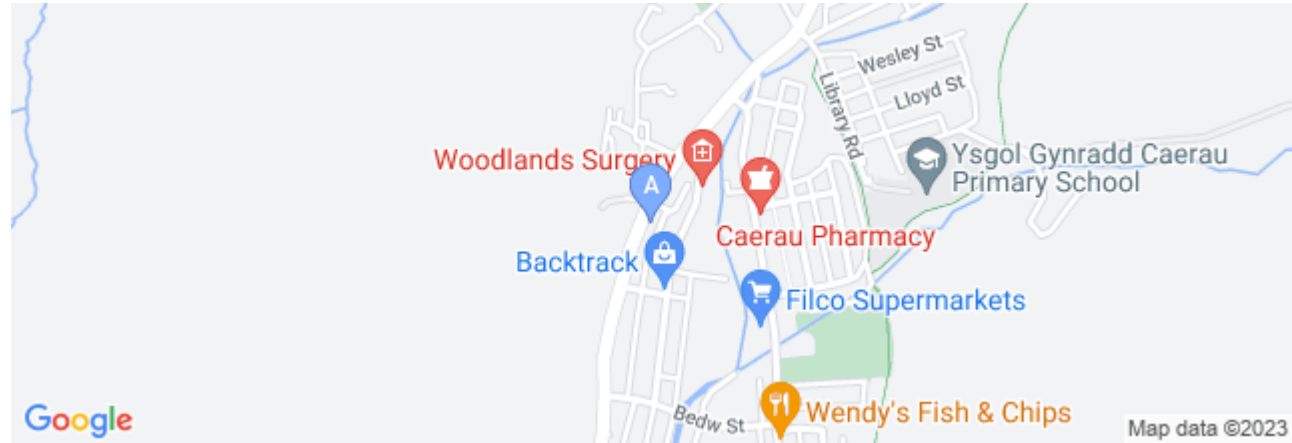 Wesley St
Lloyd St
Library Rd
Woodlands Surgery
Ysgol Gynradd Caerau
Primary School
A
Caerau Pharmacy
Backtrack
Filco Supermarkets
Bedw St
Wendy's Fish & Chips
Google
Map data ©2023